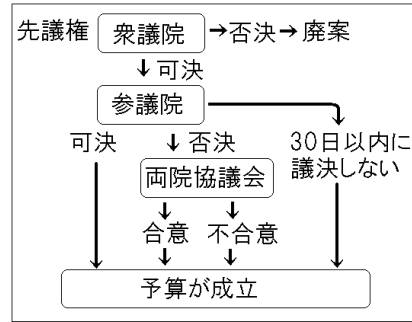 先議権 衆議院→否決→廃案
↓可決
参議院
可決 ↓否決 30日以内に
議決しない
両院協議会
↓ ↓
合意 不合意
↓ ↓
予算が成立